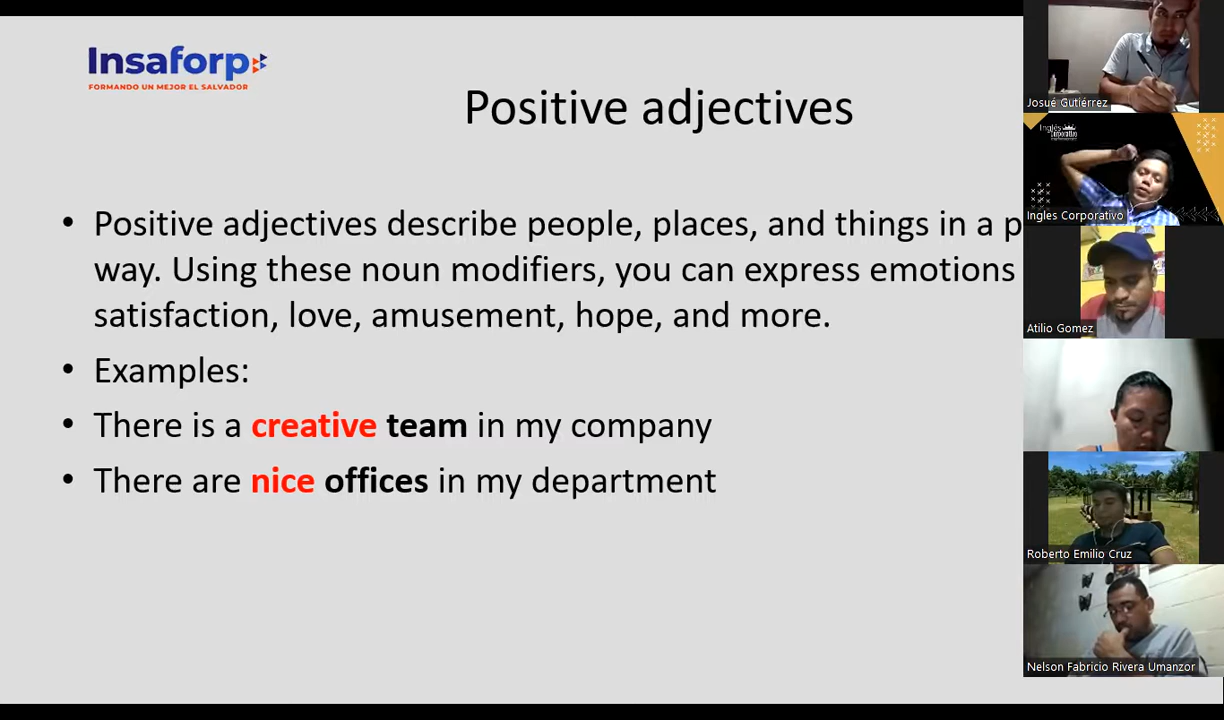 Insaforp
FORMANDO UN MEJOR EL SALVADOR
Positive adjectives
• Positive adjectives describe people, places, and things in a
way. Using these noun modifiers, you can express emotions
satisfaction, love, amusement, hope, and more.
• Examples:
• There is a creative team in my company
• There are nice offices in my department
Josué Gutiérrez
Inglés
Corporativo
Ingles Corporativo
Atilio Gomez
Roberto Emilio Cruz
Nelson Fabricio Rivera Umanzor